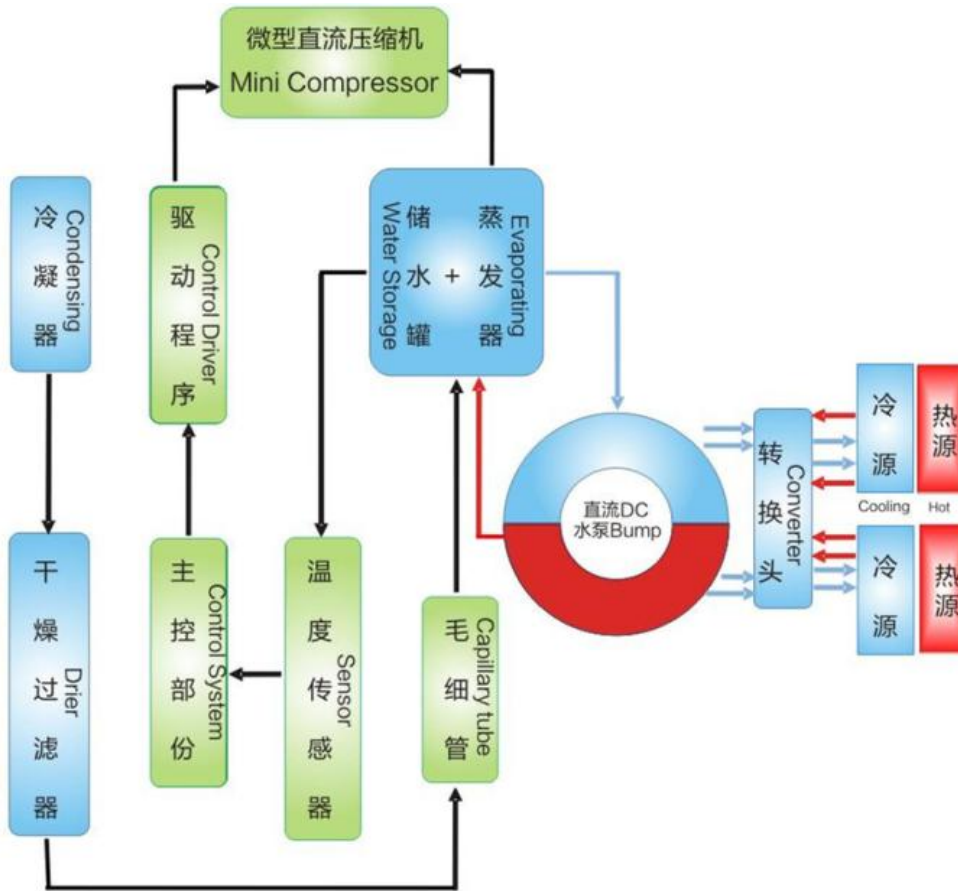 微型直流压缩机
Mini Compressor
冷凝器
Condensing
驱动程序
Control Driver
储水罐
Water Storage
+
蒸发器
Evaporating
直流DC
水泵Bump
转换头
Converter
冷源
热源
Cooling
Hot
冷源
热源
干燥过滤器
Drier
主控部份
Control System
温度传感器
Sensor
毛细管
Capillary tube